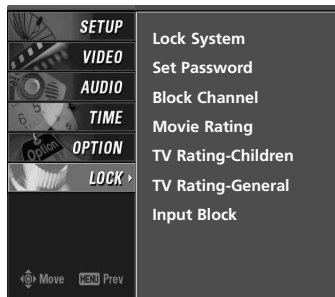 SETUP
VIDEO
AUDIO
TIME
OPTION
LOCK
Move MENU Prev
Lock System
Set Password
Block Channel
Movie Rating
TV Rating-Children
TV Rating-General
Input Block